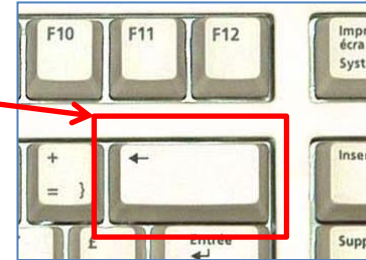 F10 F11 F12 Impr
écra
Syst
+ ← Inser
= }
£ Entrée Supp
↵